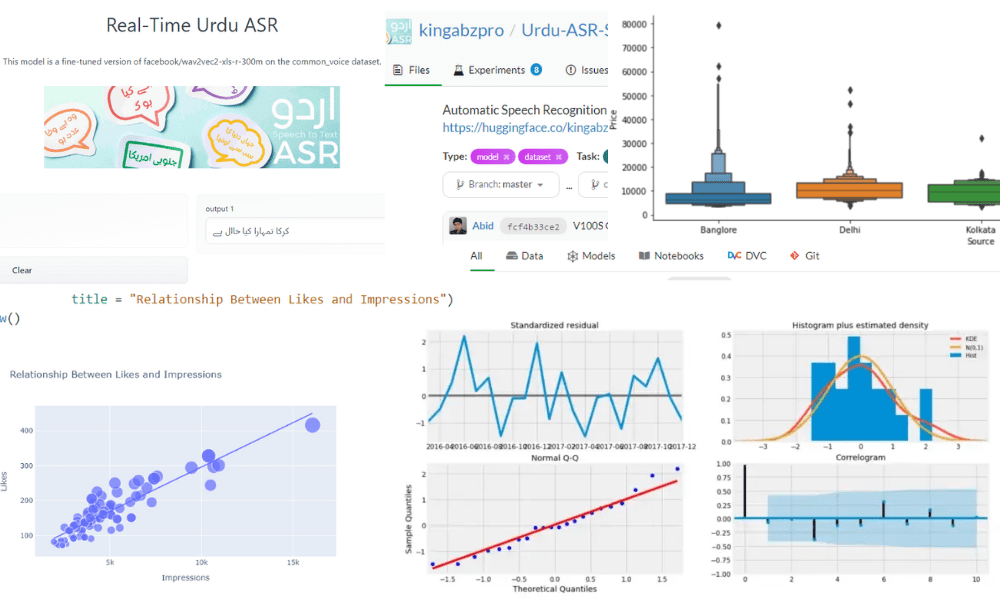 Real-Time Urdu ASR
This model is a fine-tuned version of facebook/wav2vec2-xls-r-300m on the common_voice dataset.
اردو
Speech to Text
ASR
جنوبی امریکا
output 1
کرکا تمہارا کیا حال ہے
Clear
اردو
ASR
kingabzpro / Urdu-ASR-S
Files
Experiments 8
Issues
Automatic Speech Recognition
https://huggingface.co/kingabz
Type: model × dataset × Task:
Branch: master
...
Abid fcf4b33ce2 V100S
All Data Models Notebooks DVC DVC Git
80000
70000
60000
50000
40000
30000
20000
10000
0
Price
Banglore Delhi Kolkata
Source
title = "Relationship Between Likes and Impressions")
w()
Relationship Between Likes and Impressions
400
300
200
100
Likes
5k 10k 15k
Impressions
Standardized residual
2
1
0
−1
2016-04 2016-08 2016-10 2016-12 2017-02 2017-04 2017-06 2017-08 2017-10 2017-12
Histogram plus estimated density
0.5
0.4
0.3
0.2
0.1
0.0
KDE
N(0,1)
Hist
−3 −2 −1 0 1 2 3
Normal Q-Q
2
1
0
−1
Sample Quantiles
−1.5 −1.0 −0.5 0.0 0.5 1.0 1.5
Theoretical Quantiles
Correlogram
1.00
0.75
0.50
0.25
0.00
−0.25
−0.50
−0.75
−1.00
0 2 4 6 8 10